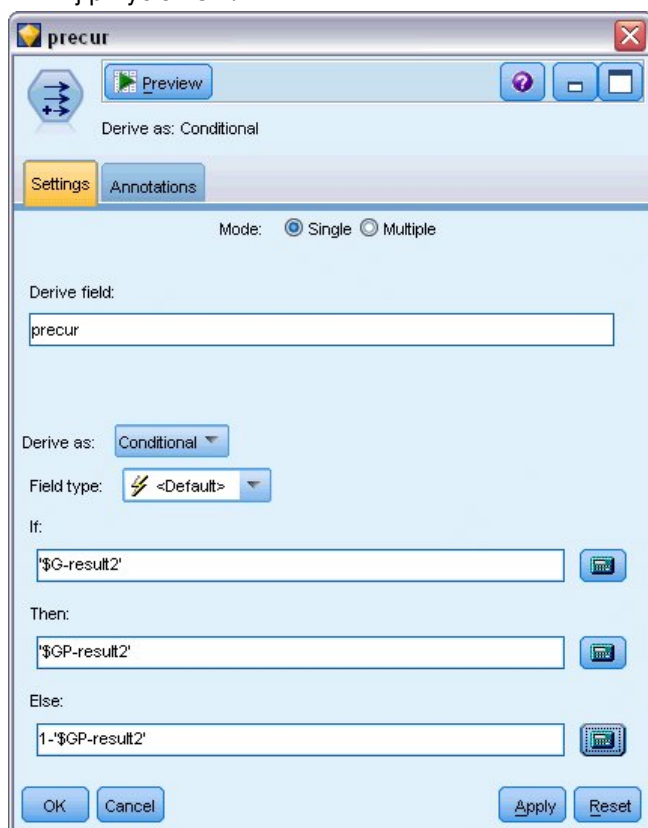 precur
Preview
Derive as: Conditional
Settings Annotations
Mode: Single Multiple
Derive field:
precur
Derive as: Conditional
Field type: <Default>
If:
'$G-result2'
Then:
'$GP-result2'
Else:
1-'$GP-result2'
OK Cancel Apply Reset